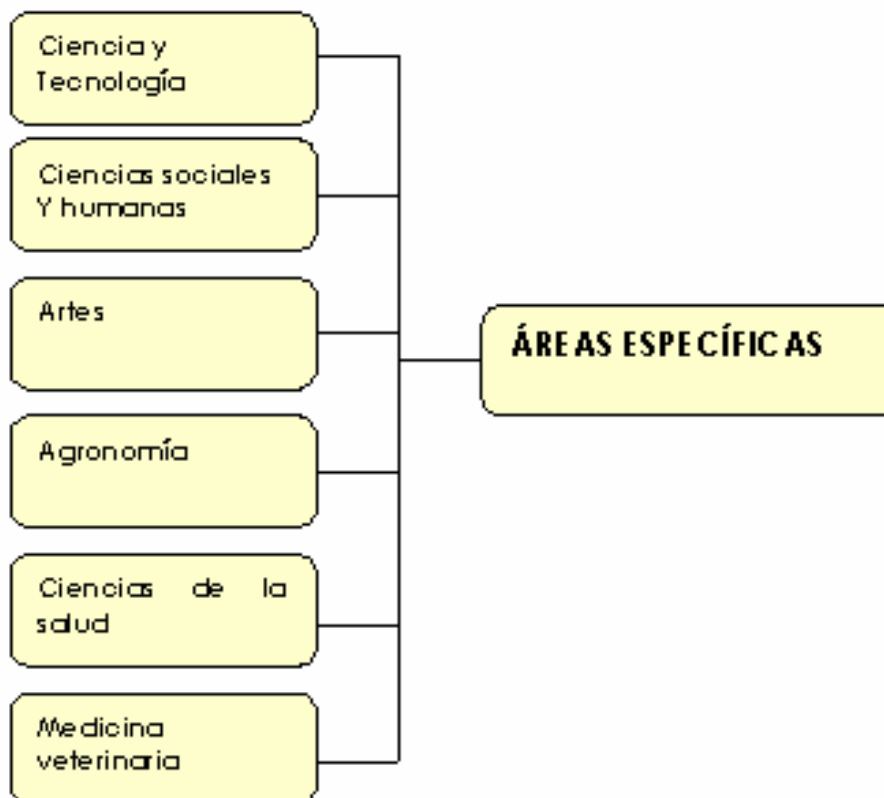 Ciencia y
Tecnología
Ciencias sociales
Y humanas
Artes
Agronomía
Ciencias de la
salud
Medicina
veterinaria
ÁREAS ESPECÍFICAS